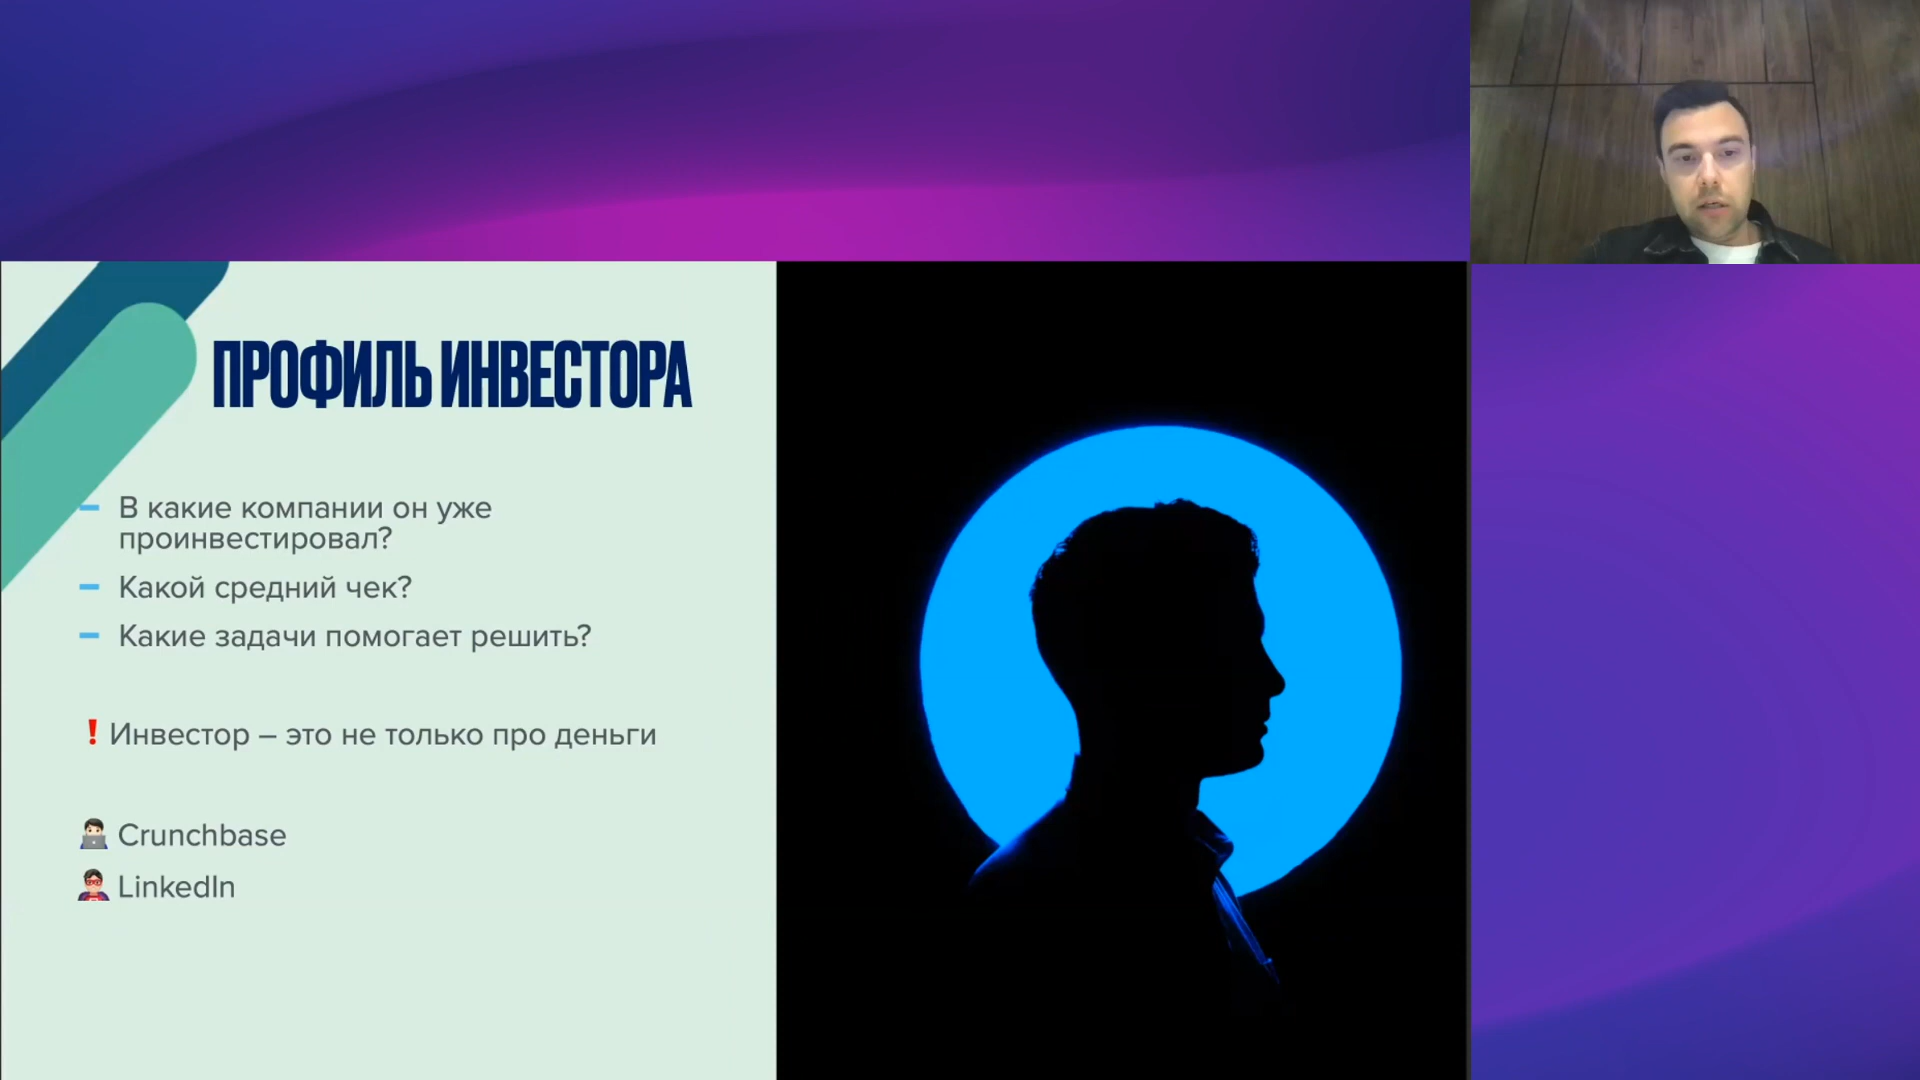 ПРОФИЛЬ ИНВЕСТОРА
– В какие компании он уже
проинвестировал?
– Какой средний чек?
– Какие задачи помогает решить?
❗Инвестор – это не только про деньги
Crunchbase
LinkedIn